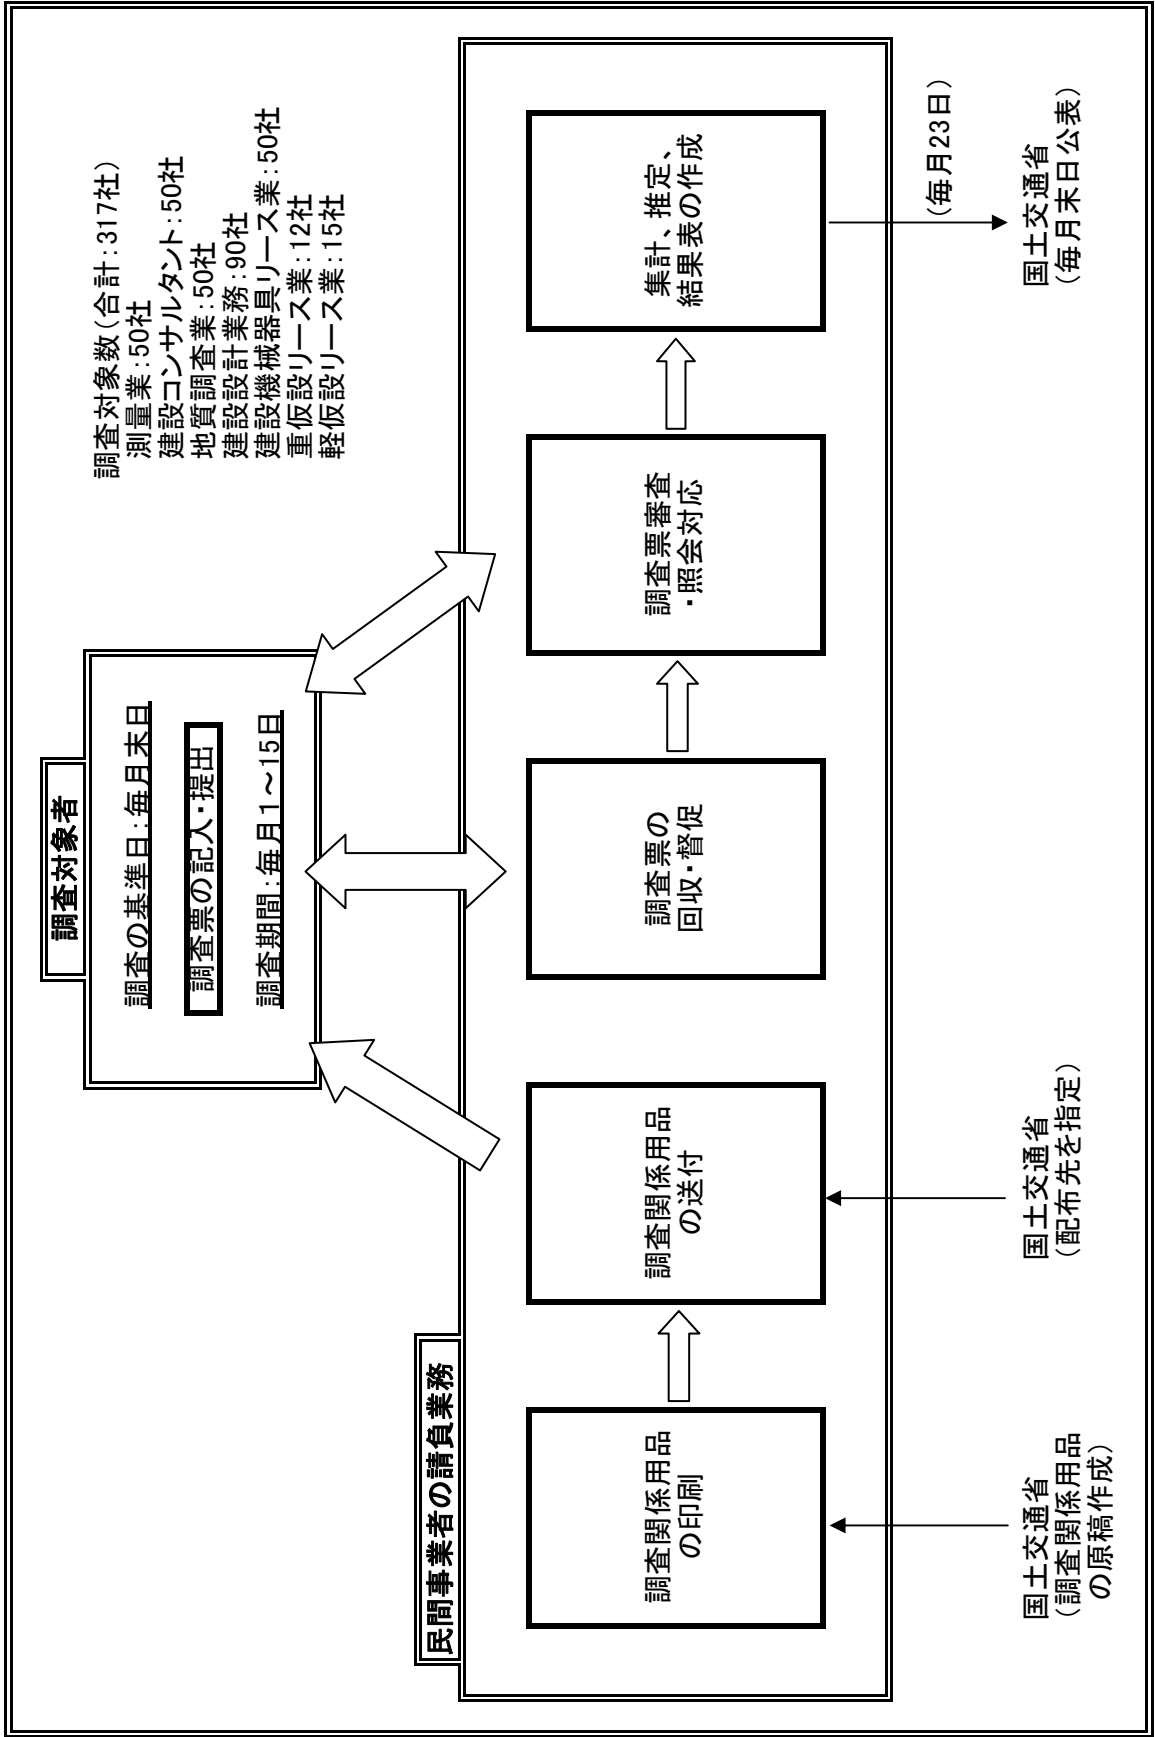 調査対象者
調査の基準日：毎月末日
調査票の記入・提出
調査期間：毎月１～15日
調査対象数（合計：317社）
測量業：50社
建設コンサルタント：50社
地質調査業：50社
建設設計業務：90社
建設機械器具リース業：50社
重仮設リース業：12社
軽仮設リース業：15社
民間事業者の請負業務
調査関係用品
の印刷
調査関係用品
の送付
調査票の
回収・督促
調査票審査
・照会対応
集計、推定、
結果表の作成
（毎月23日）
国土交通省
（調査関係用品
の原稿作成）
国土交通省
（配布先を指定）
国土交通省
（毎月末日公表）